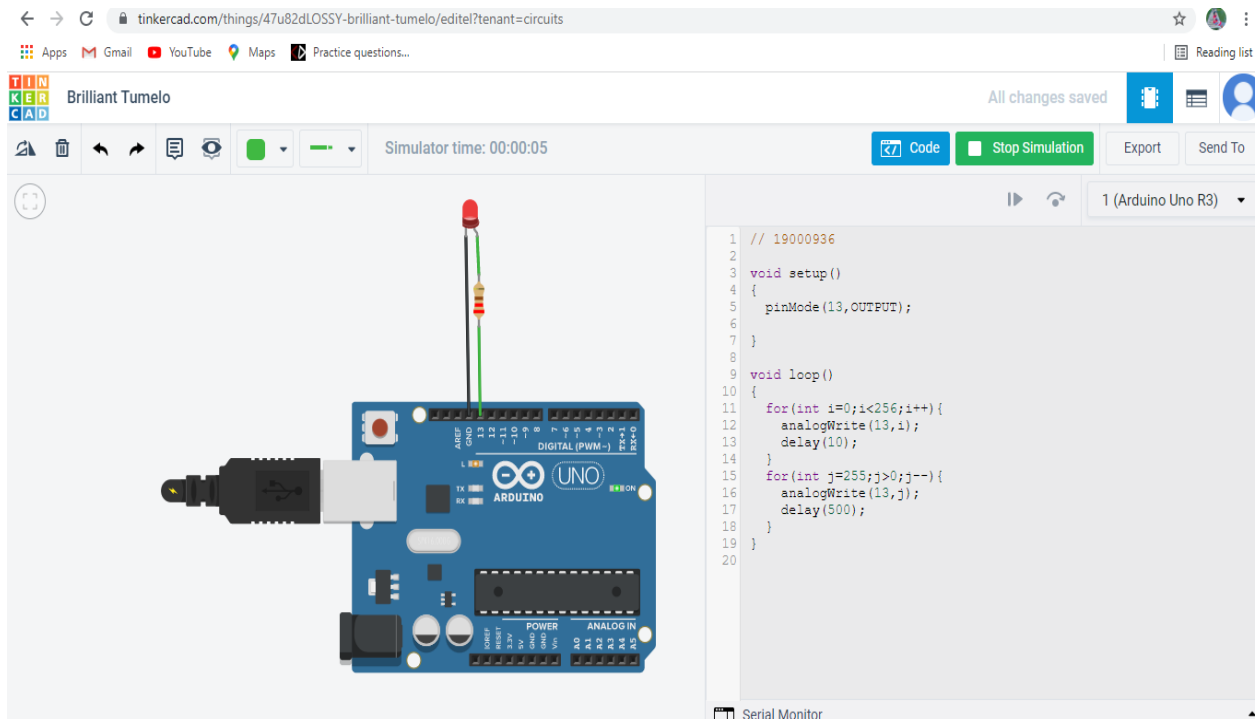 tinkercad.com/things/47u82dLOSSY-brilliant-tumelo/editel?tenant=circuits
Apps Gmail YouTube Maps Practice questions... Reading list
TIN
KER
CAD
Brilliant Tumelo All changes saved
Simulator time: 00:00:05 Code Stop Simulation Export Send To
1 (Arduino Uno R3)
AREF GND 13 12 ~11 ~10 ~9 8 7 ~6 ~5 4 ~3 2 TX→1 RX←0
DIGITAL (PWM~)
L
TX
RX
ARDUINO
UNO
ON
POWER ANALOG IN
IOREF RESET 3.3V 5V GND GND Vin A0 A1 A2 A3 A4 A5
1 // 19000936
2
3 void setup()
4 {
5 pinMode(13,OUTPUT);
6
7 }
8
9 void loop()
10 {
11 for(int i=0;i<256;i++){
12 analogWrite(13,i);
13 delay(10);
14 }
15 for(int j=255;j>0;j--){
16 analogWrite(13,j);
17 delay(500);
18 }
19 }
20
Serial Monitor